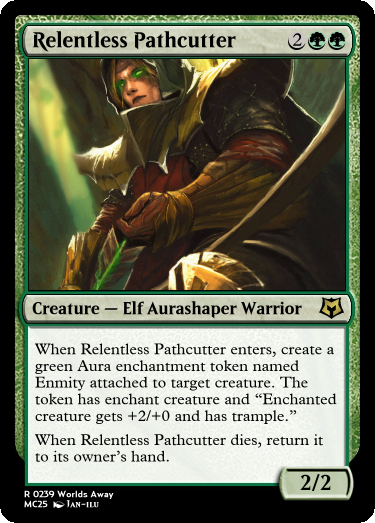 Relentless Pathcutter 2
Creature — Elf Aurashaper Warrior
When Relentless Pathcutter enters, create a
green Aura enchantment token named
Enmity attached to target creature. The
token has enchant creature and “Enchanted
creature gets +2/+0 and has trample.”
When Relentless Pathcutter dies, return it
to its owner’s hand.
2/2
R 0239 Worlds Away
MC25 Ian-ilu